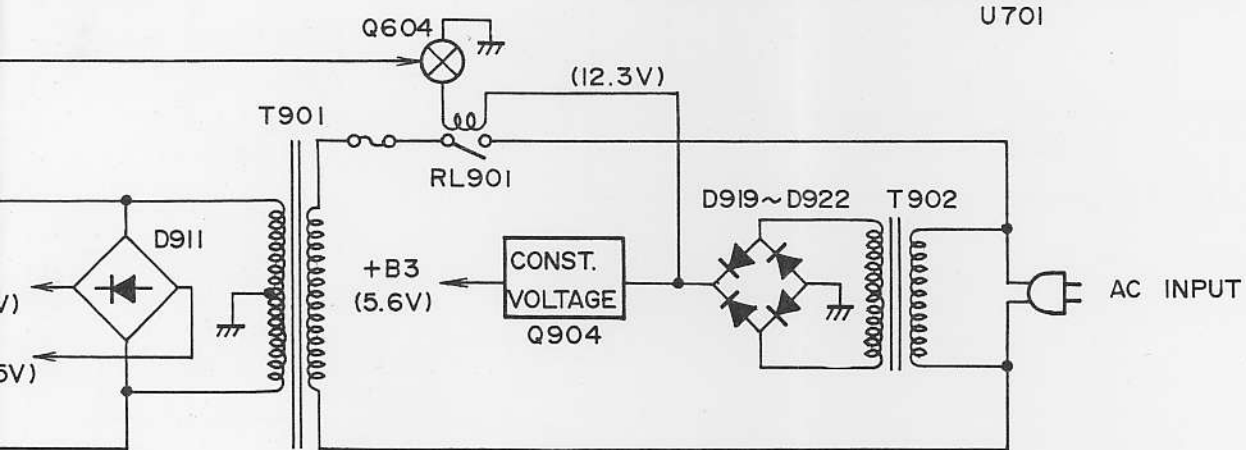 U701
Q604
(12.3V)
T901
RL901
D919~D922
T902
D911
+B3
(5.6V)
CONST.
VOLTAGE
Q904
AC INPUT
V)
5V)